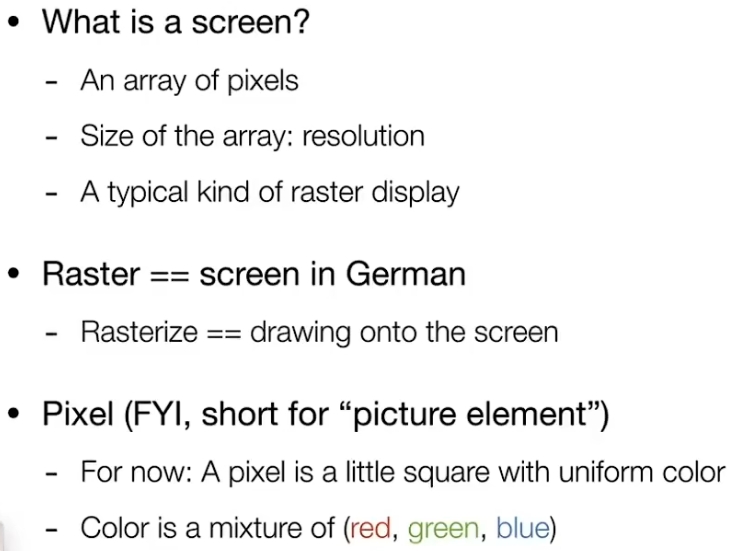 • What is a screen?
- An array of pixels
- Size of the array: resolution
- A typical kind of raster display
• Raster == screen in German
- Rasterize == drawing onto the screen
• Pixel (FYI, short for “picture element”)
- For now: A pixel is a little square with uniform color
- Color is a mixture of (red, green, blue)